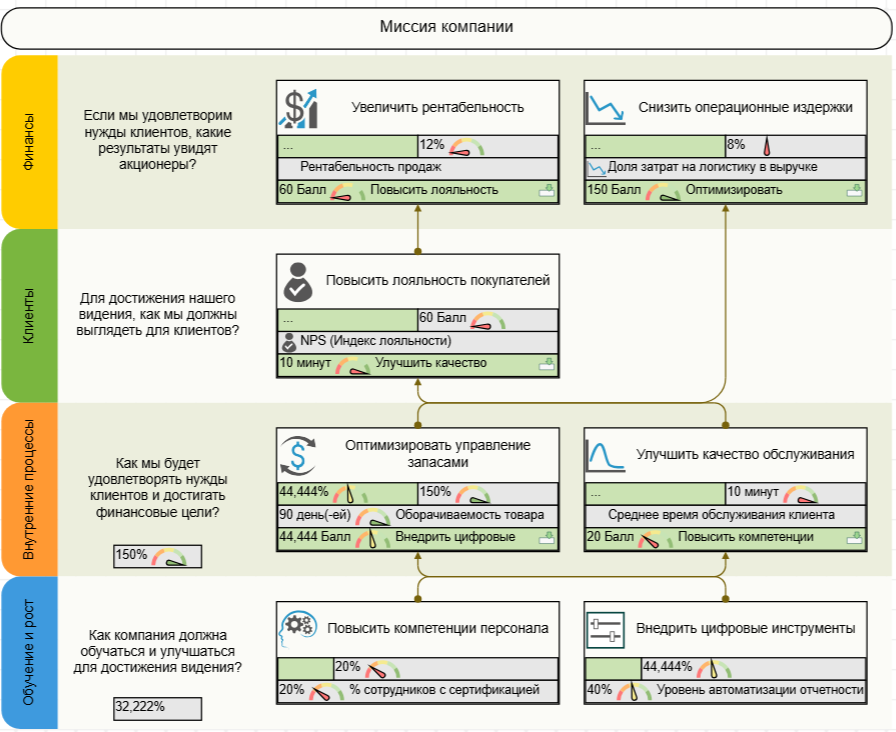 Миссия компании
Финансы
Если мы удовлетворим
нужды клиентов, какие
результаты увидят
акционеры?
Увеличить рентабельность
... 12%
Рентабельность продаж
60 Балл Повысить лояльность
Снизить операционные издержки
... 8%
Доля затрат на логистику в выручке
150 Балл Оптимизировать
Клиенты
Для достижения нашего
видения, как мы должны
выглядеть для клиентов?
Повысить лояльность покупателей
... 60 Балл
NPS (Индекс лояльности)
10 минут Улучшить качество
Внутренние процессы
Как мы будет
удовлетворять нужды
клиентов и достигать
финансовые цели?
150%
Оптимизировать управление
запасами
44,444% 150%
90 день(-ей) Оборачиваемость товара
44,444 Балл Внедрить цифровые
Улучшить качество обслуживания
... 10 минут
Среднее время обслуживания клиента
20 Балл Повысить компетенции
Обучение и рост
Как компания должна
обучаться и улучшаться
для достижения видения?
32,222%
Повысить компетенции персонала
20%
20% % сотрудников с сертификацией
Внедрить цифровые инструменты
44,444%
40% Уровень автоматизации отчетности